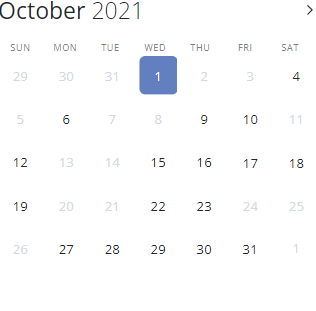 October 2021
SUN MON TUE WED THU FRI SAT
29 30 31 1 2 3 4
5 6 7 8 9 10 11
12 13 14 15 16 17 18
19 20 21 22 23 24 25
26 27 28 29 30 31 1